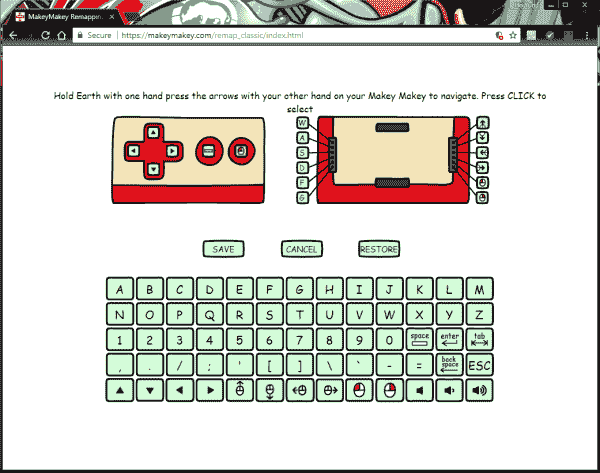 MakeyMakey Remapping
Secure https://makeymakey.com/remap_classic/index.html
Hold Earth with one hand press the arrows with your other hand on your Makey Makey to navigate. Press CLICK to
select
W
A
S
D
F
G
SAVE CANCEL RESTORE
A B C D E F G H I J K L M
N O P Q R S T U V W X Y Z
1 2 3 4 5 6 7 8 9 0 space enter tab
, . / ; ' [ ] \ ` - = back space ESC